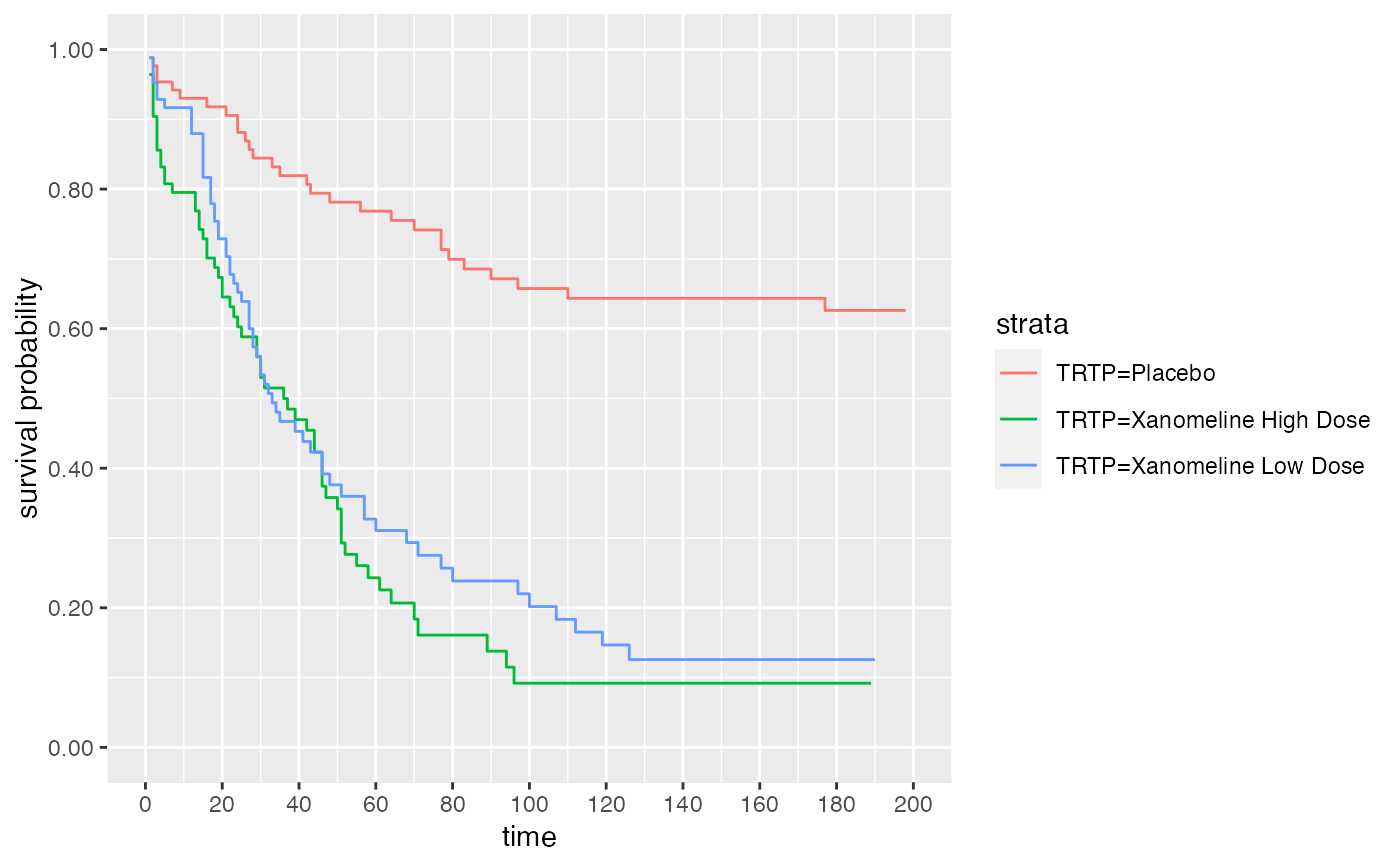 survival probability
1.00
0.80
0.60
0.40
0.20
0.00
0 20 40 60 80 100 120 140 160 180 200
time
strata
TRTP=Placebo
TRTP=Xanomeline High Dose
TRTP=Xanomeline Low Dose